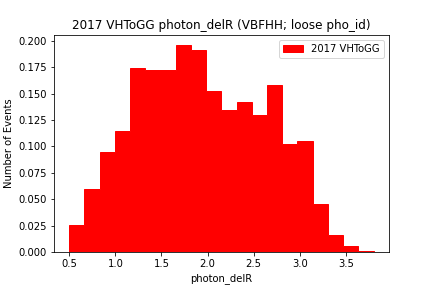 2017 VHToGG photon_delR (VBFHH; loose pho_id)
2017 VHToGG
Number of Events
0.200
0.175
0.150
0.125
0.100
0.075
0.050
0.025
0.000
0.5 1.0 1.5 2.0 2.5 3.0 3.5
photon_delR